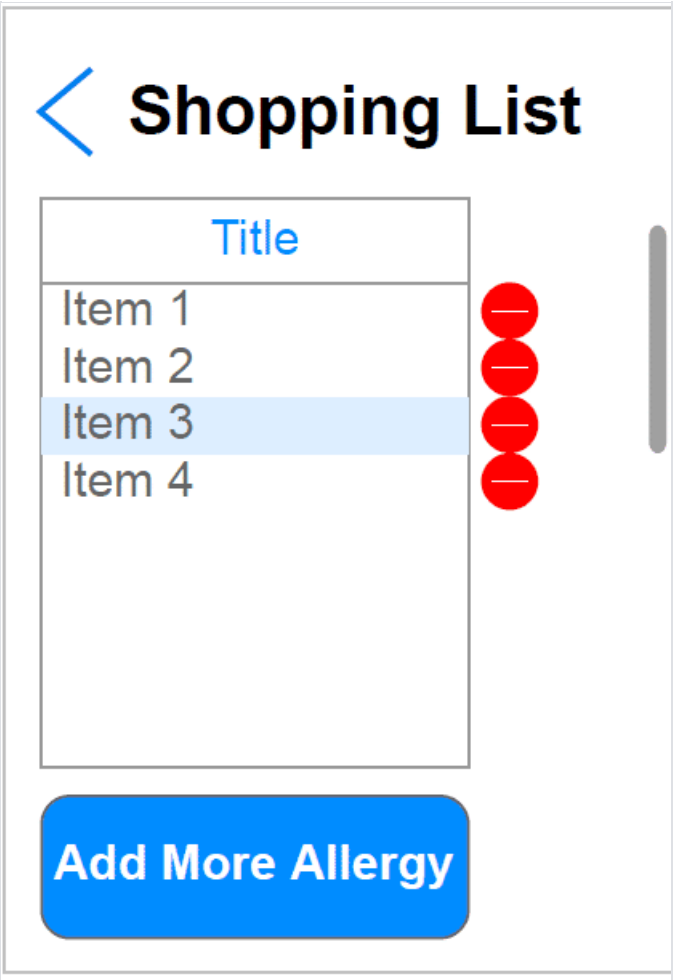 Shopping List
Title
Item 1
Item 2
Item 3
Item 4
Add More Allergy